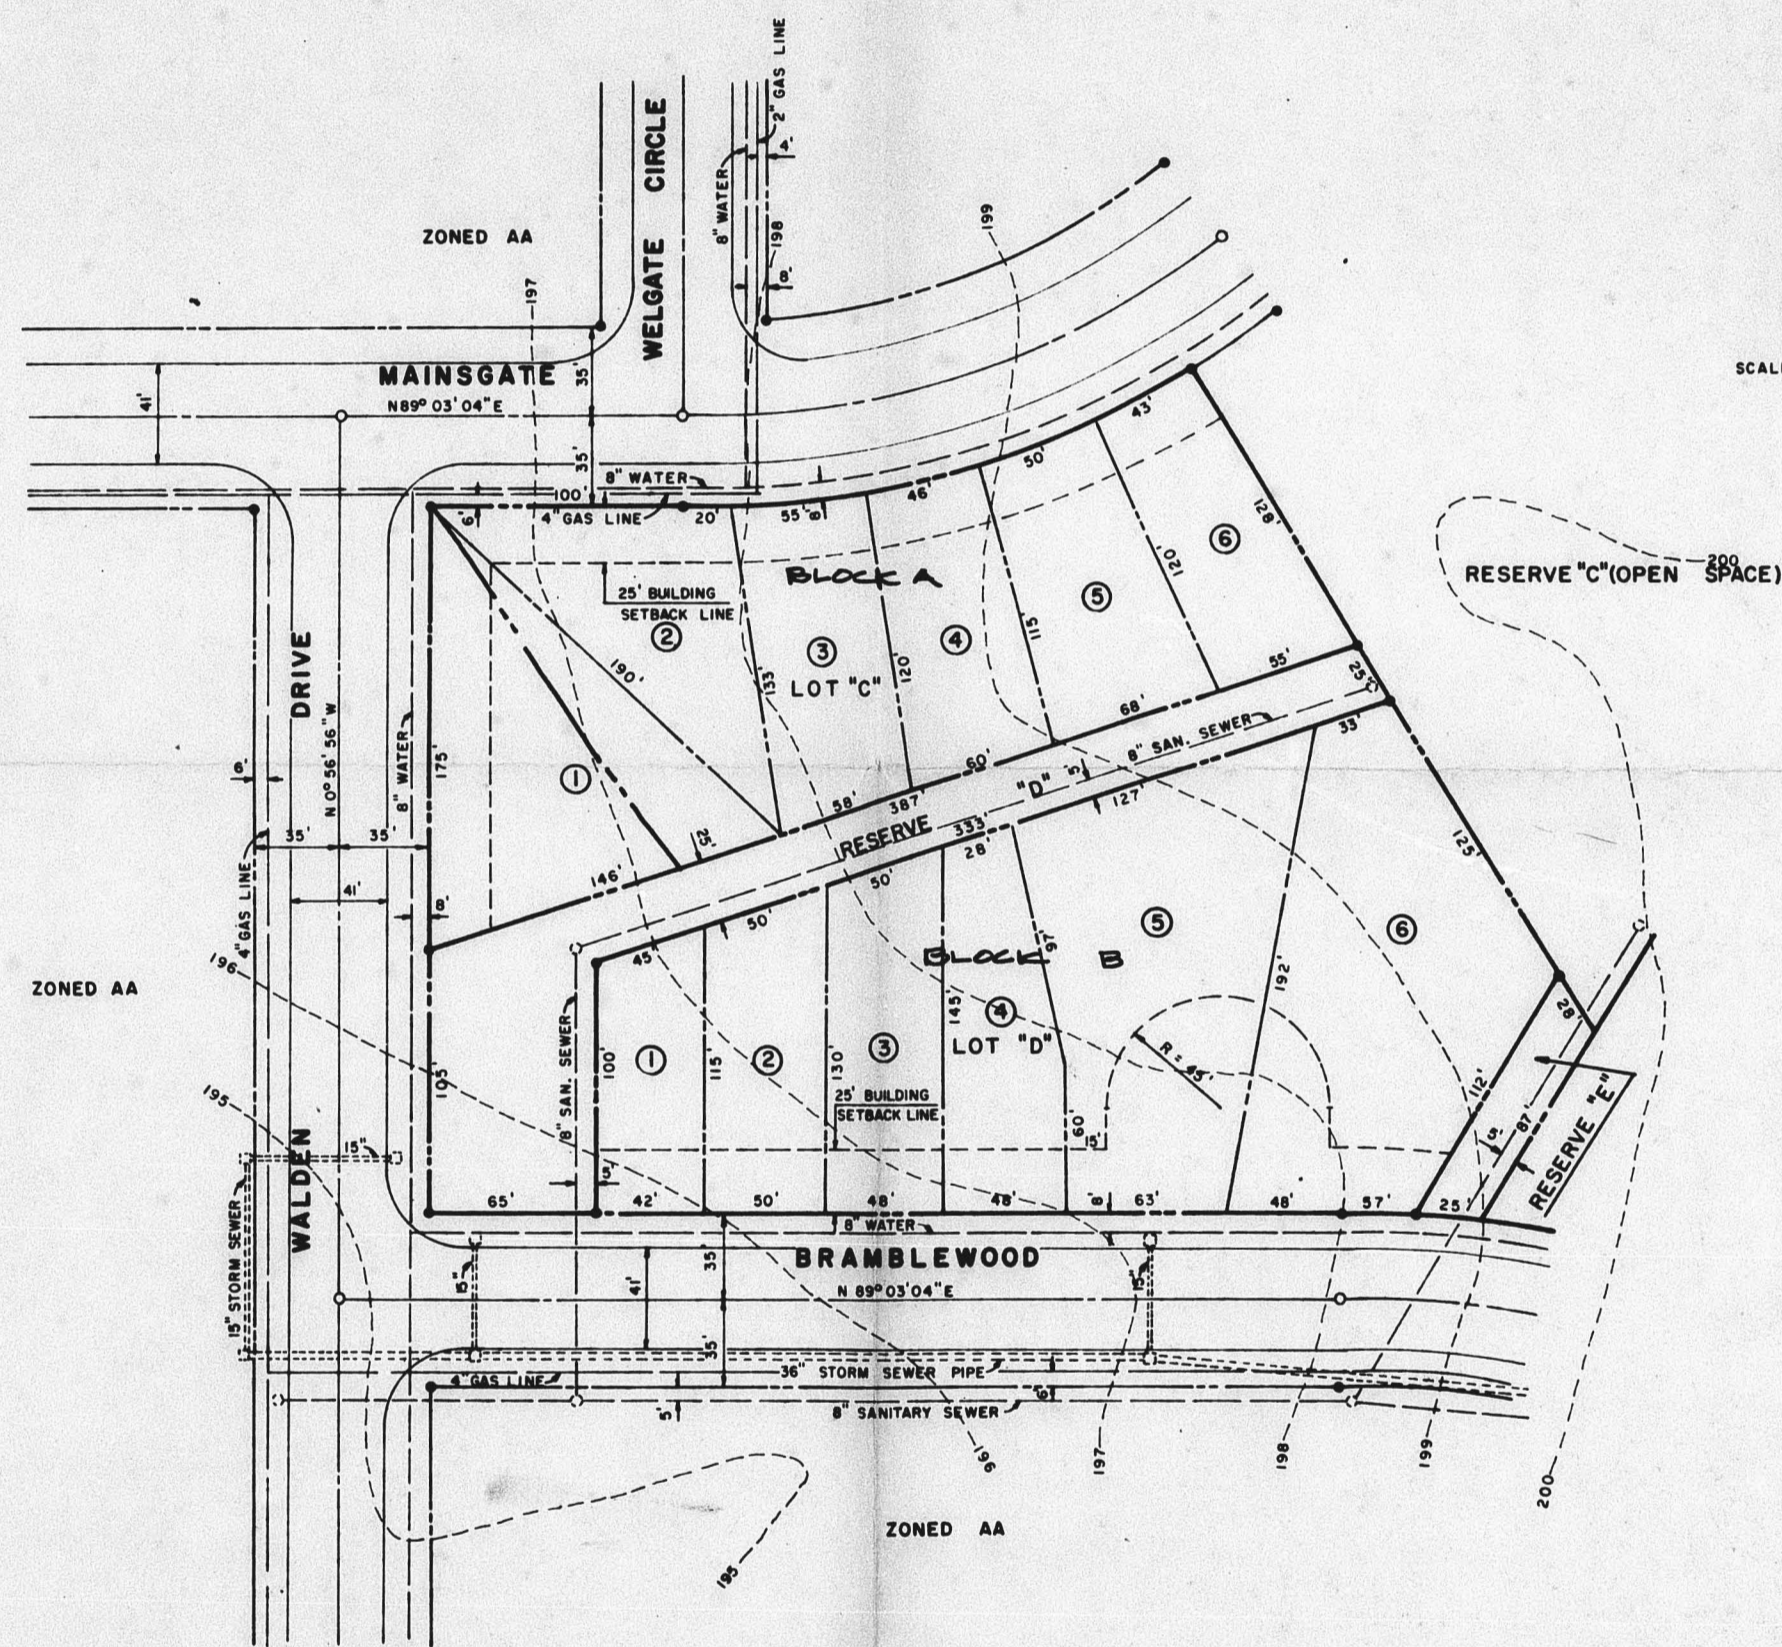 2" GAS LINE
WELGATE CIRCLE
8" WATER
4'
198
8'
199
ZONED AA
197
MAINSGATE
N89° 03' 04" E
41'
35'
35'
SCAL
8" WATER
100'
6'
4" GAS LINE
20'
55'
8'
46'
50'
43'
128'
BLOCK A
25' BUILDING
SETBACK LINE
2
3
4
5
6
LOT "C"
190'
133'
120'
115'
120'
RESERVE "C" (OPEN SPACE)
200
DRIVE
N 0° 56' 56" W
8" WATER
175'
1
6'
35'
35'
41'
8'
4" GAS LINE
146'
25'
58'
387'
60'
68'
55'
25'
RESERVE "D"
8" SAN. SEWER
5'
333'
28'
127'
33'
45'
50'
50'
125'
BLOCK B
97'
192'
5
6
145'
4
LOT "D"
R = 45'
28'
ZONED AA
196
195
105'
8" SAN. SEWER
100'
1
115'
2
130'
3
25' BUILDING
SETBACK LINE
60'
15'
112'
87'
5'
RESERVE "E"
15"
5'
65'
42'
50'
48'
48'
8'
63'
48'
57'
25'
WALDEN
15" STORM SEWER
8" WATER
BRAMBLEWOOD
N 89° 03' 04" E
15"
41'
35'
35'
15"
36" STORM SEWER PIPE
4" GAS LINE
5'
8" SANITARY SEWER
6'
196
197
198
199
200
195
ZONED AA